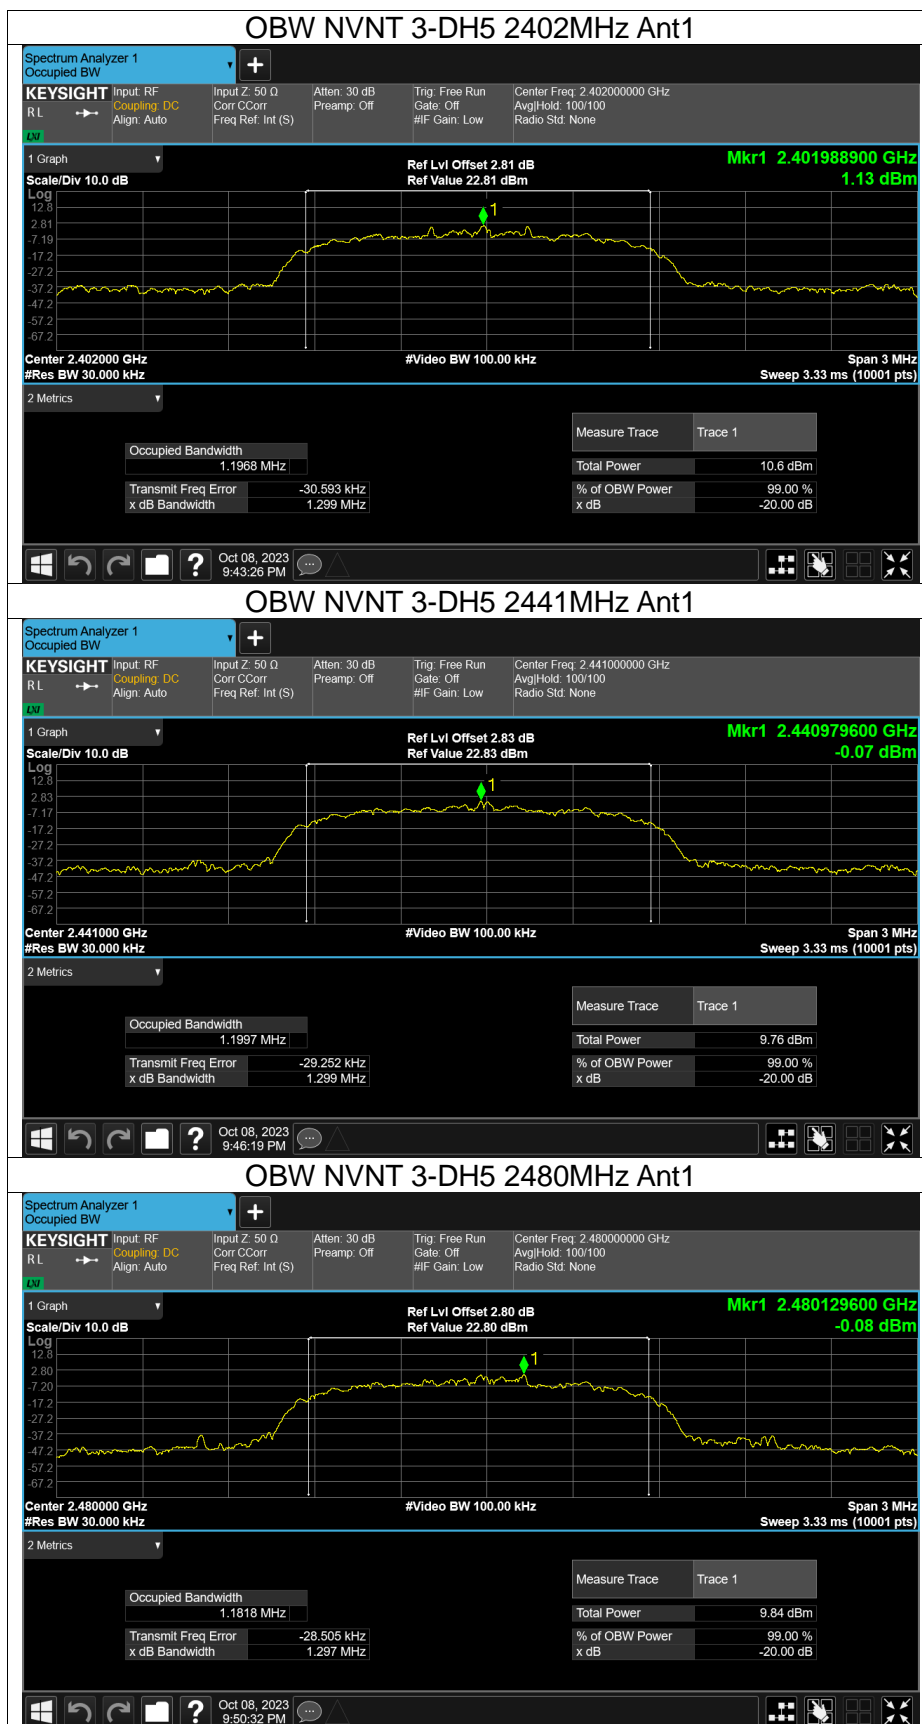 OBW NVNT 3-DH5 2402MHz Ant1
Spectrum Analyzer 1
Occupied BW
KEYSIGHT Input: RF Input Z: 50 Ω Atten: 30 dB Trig: Free Run Center Freq: 2.402000000 GHz
R L Coupling: DC Corr CCorr Preamp: Off Gate: Off Avg|Hold: 100/100
Align: Auto Freq Ref: Int (S) #IF Gain: Low Radio Std: None
LXI
1 Graph Ref Lvl Offset 2.81 dB Mkr1 2.401988900 GHz
Scale/Div 10.0 dB Ref Value 22.81 dBm 1.13 dBm
Log
12.8
1
2.81
-7.19
-17.2
-27.2
-37.2
-47.2
-57.2
-67.2
Center 2.402000 GHz #Video BW 100.00 kHz Span 3 MHz
#Res BW 30.000 kHz Sweep 3.33 ms (10001 pts)
2 Metrics
Measure Trace Trace 1
Occupied Bandwidth
1.1968 MHz Total Power 10.6 dBm
Transmit Freq Error -30.593 kHz % of OBW Power 99.00 %
x dB Bandwidth 1.299 MHz x dB -20.00 dB
? Oct 08, 2023
9:43:26 PM
OBW NVNT 3-DH5 2441MHz Ant1
Spectrum Analyzer 1
Occupied BW
KEYSIGHT Input: RF Input Z: 50 Ω Atten: 30 dB Trig: Free Run Center Freq: 2.441000000 GHz
R L Coupling: DC Corr CCorr Preamp: Off Gate: Off Avg|Hold: 100/100
Align: Auto Freq Ref: Int (S) #IF Gain: Low Radio Std: None
LXI
1 Graph Ref Lvl Offset 2.83 dB Mkr1 2.440979600 GHz
Scale/Div 10.0 dB Ref Value 22.83 dBm -0.07 dBm
Log
12.8
1
2.83
-7.17
-17.2
-27.2
-37.2
-47.2
-57.2
-67.2
Center 2.441000 GHz #Video BW 100.00 kHz Span 3 MHz
#Res BW 30.000 kHz Sweep 3.33 ms (10001 pts)
2 Metrics
Measure Trace Trace 1
Occupied Bandwidth
1.1997 MHz Total Power 9.76 dBm
Transmit Freq Error -29.252 kHz % of OBW Power 99.00 %
x dB Bandwidth 1.299 MHz x dB -20.00 dB
? Oct 08, 2023
9:46:19 PM
OBW NVNT 3-DH5 2480MHz Ant1
Spectrum Analyzer 1
Occupied BW
KEYSIGHT Input: RF Input Z: 50 Ω Atten: 30 dB Trig: Free Run Center Freq: 2.480000000 GHz
R L Coupling: DC Corr CCorr Preamp: Off Gate: Off Avg|Hold: 100/100
Align: Auto Freq Ref: Int (S) #IF Gain: Low Radio Std: None
LXI
1 Graph Ref Lvl Offset 2.80 dB Mkr1 2.480129600 GHz
Scale/Div 10.0 dB Ref Value 22.80 dBm -0.08 dBm
Log
12.8
1
2.80
-7.20
-17.2
-27.2
-37.2
-47.2
-57.2
-67.2
Center 2.480000 GHz #Video BW 100.00 kHz Span 3 MHz
#Res BW 30.000 kHz Sweep 3.33 ms (10001 pts)
2 Metrics
Measure Trace Trace 1
Occupied Bandwidth
1.1818 MHz Total Power 9.84 dBm
Transmit Freq Error -28.505 kHz % of OBW Power 99.00 %
x dB Bandwidth 1.297 MHz x dB -20.00 dB
? Oct 08, 2023
9:50:32 PM